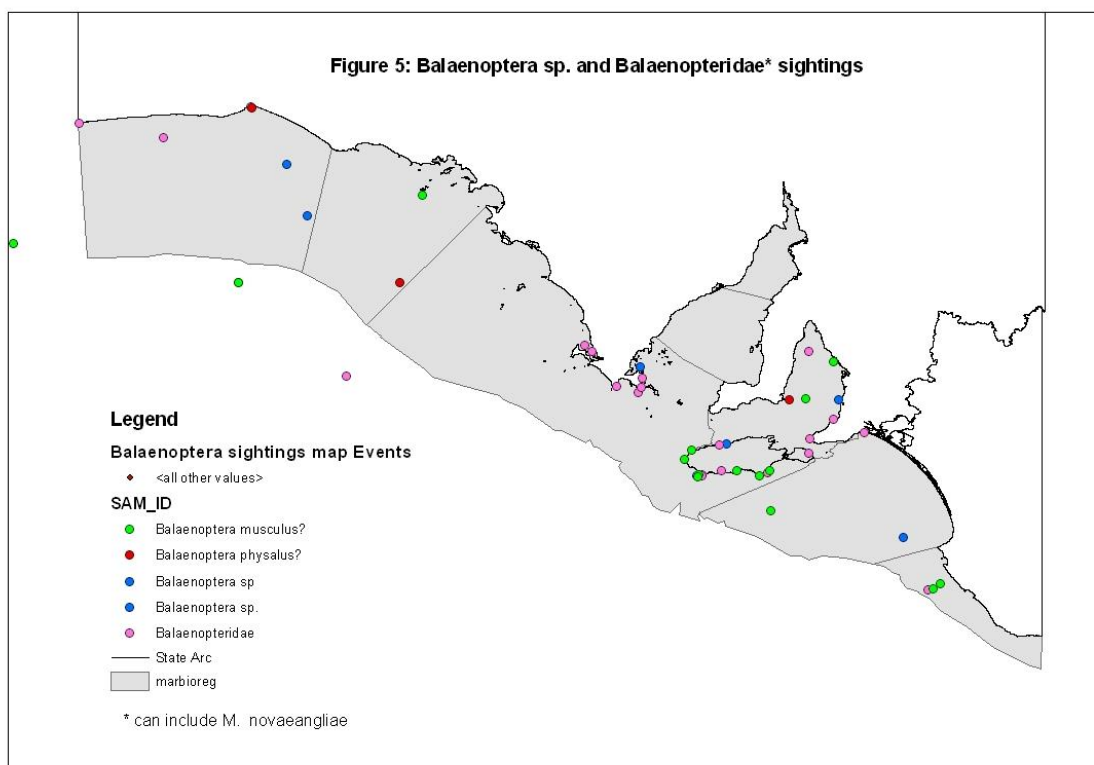 Figure 5: Balaenoptera sp. and Balaenopteridae* sightings
Legend
Balaenoptera sightings map Events
<all other values>
SAM_ID
Balaenoptera musculus?
Balaenoptera physalus?
Balaenoptera sp
Balaenoptera sp.
Balaenopteridae
State Arc
marbioreg
* can include M. novaeangliae